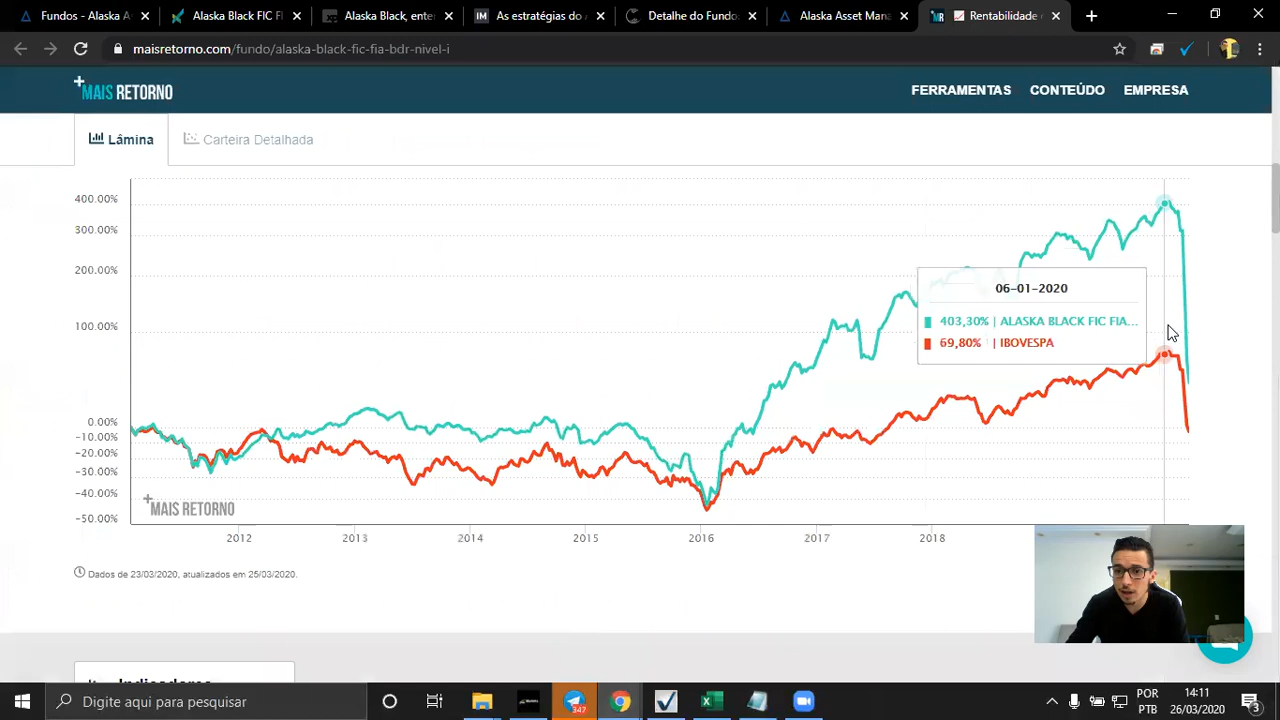 Fundos - Alaska A
Alaska Black FIC F
Alaska Black, enten
As estratégias do
Detalhe do Fundo
Alaska Asset Mana
Rentabilidade
maisretorno.com/fundo/alaska-black-fic-fia-bdr-nivel-i
MAIS RETORNO
FERRAMENTAS
CONTEÚDO
EMPRESA
Lâmina
Carteira Detalhada
400.00%
300.00%
200.00%
100.00%
0.00%
-10.00%
-20.00%
-30.00%
-40.00%
-50.00%
06-01-2020
403,30% | ALASKA BLACK FIC FIA...
69,80% | IBOVESPA
MAIS RETORNO
2012
2013
2014
2015
2016
2017
2018
Dados de 23/03/2020, atualizados em 25/03/2020.
Indicadores
Digite aqui para pesquisar
347
POR
PTB
14:11
26/03/2020
3